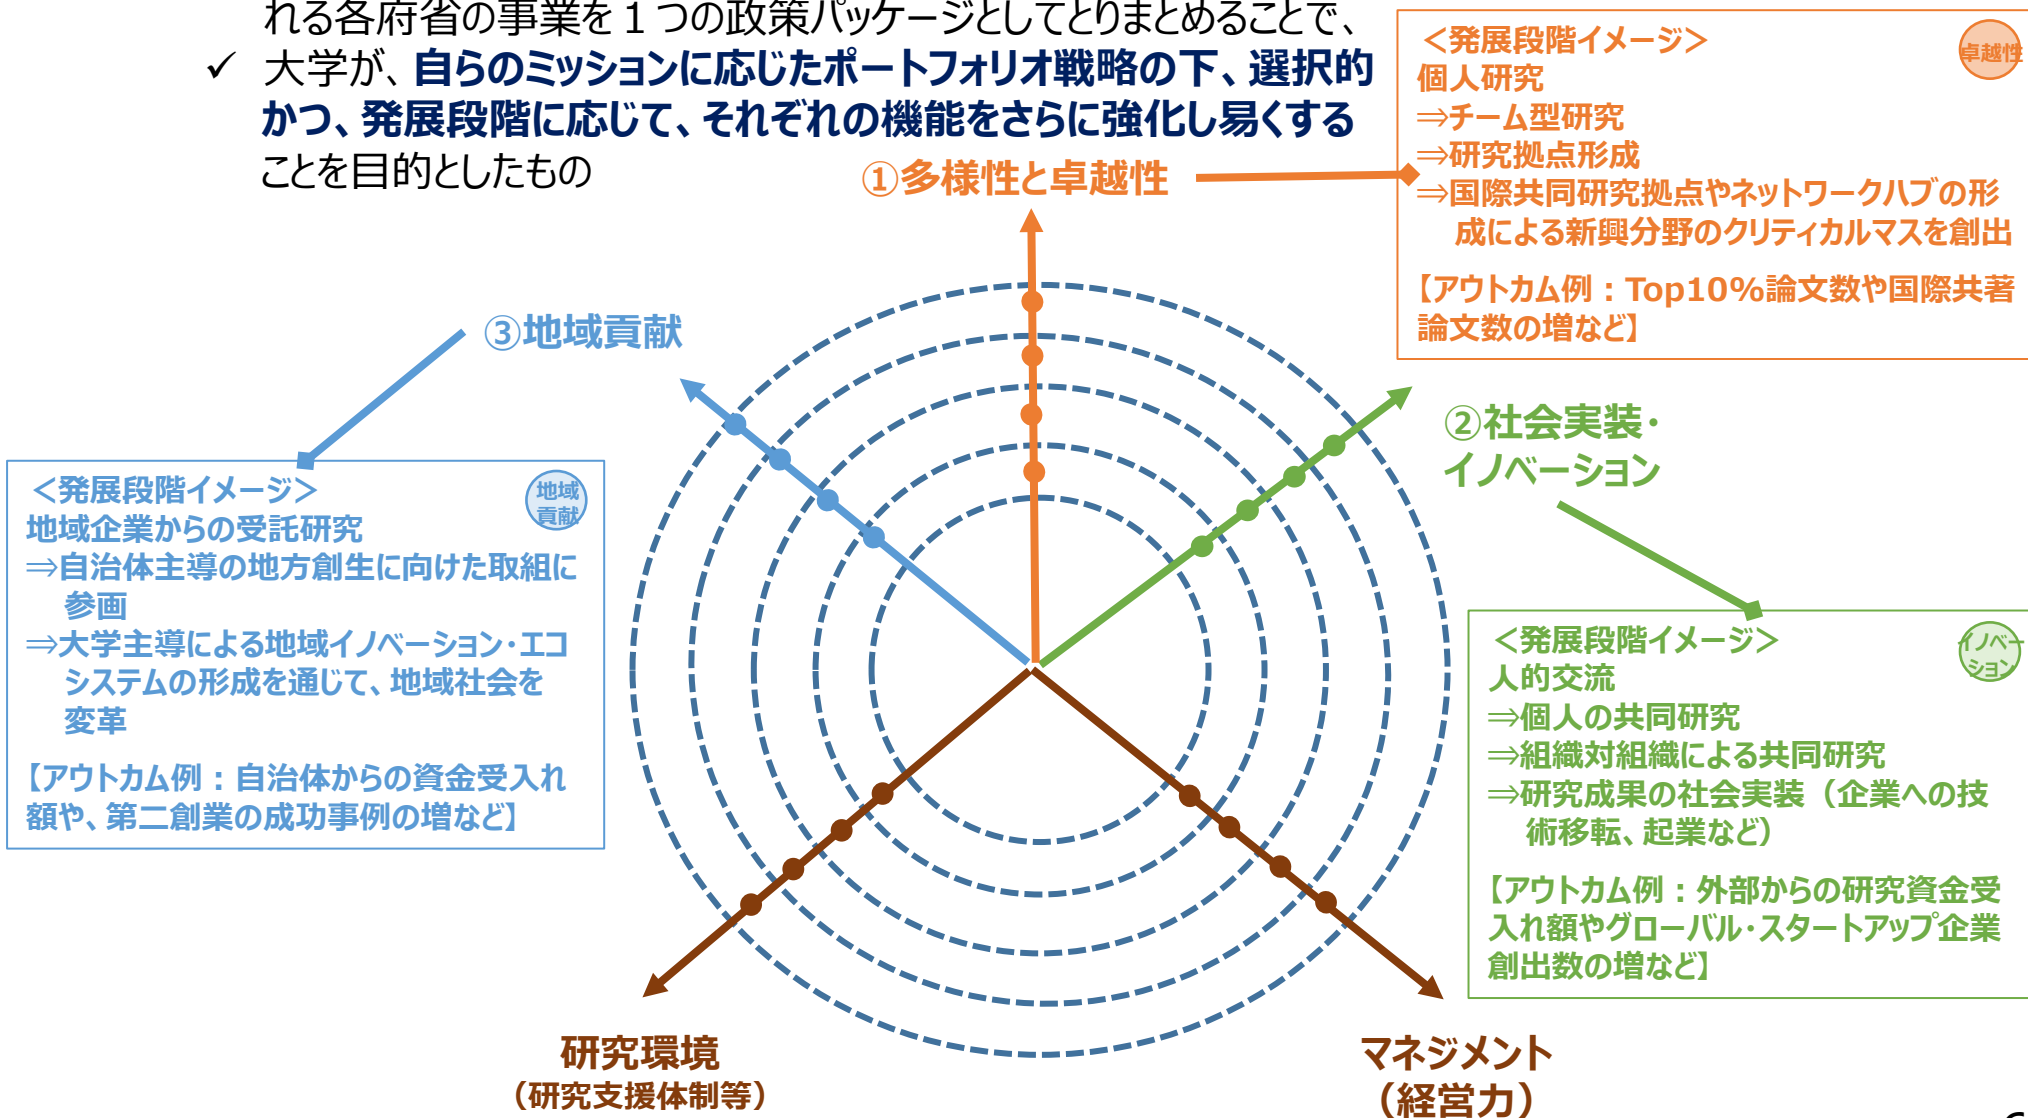 れる各府省の事業を１つの政策パッケージとしてとりまとめることで、
✓ 大学が、自らのミッションに応じたポートフォリオ戦略の下、選択的
かつ、発展段階に応じて、それぞれの機能をさらに強化し易くする
ことを目的としたもの
①多様性と卓越性
＜発展段階イメージ＞
卓越性
個人研究
⇒チーム型研究
⇒研究拠点形成
⇒国際共同研究拠点やネットワークハブの形
成による新興分野のクリティカルマスを創出
【アウトカム例：Top10%論文数や国際共著
論文数の増など】
③地域貢献
②社会実装・
イノベーション
＜発展段階イメージ＞
地域
貢献
地域企業からの受託研究
⇒自治体主導の地方創生に向けた取組に
参画
⇒大学主導による地域イノベーション・エコ
システムの形成を通じて、地域社会を
変革
【アウトカム例：自治体からの資金受入れ
額や、第二創業の成功事例の増など】
＜発展段階イメージ＞
イノベー
ション
人的交流
⇒個人の共同研究
⇒組織対組織による共同研究
⇒研究成果の社会実装（企業への技
術移転、起業など）
【アウトカム例：外部からの研究資金受
入れ額やグローバル・スタートアップ企業
創出数の増など】
研究環境
（研究支援体制等）
マネジメント
（経営力）